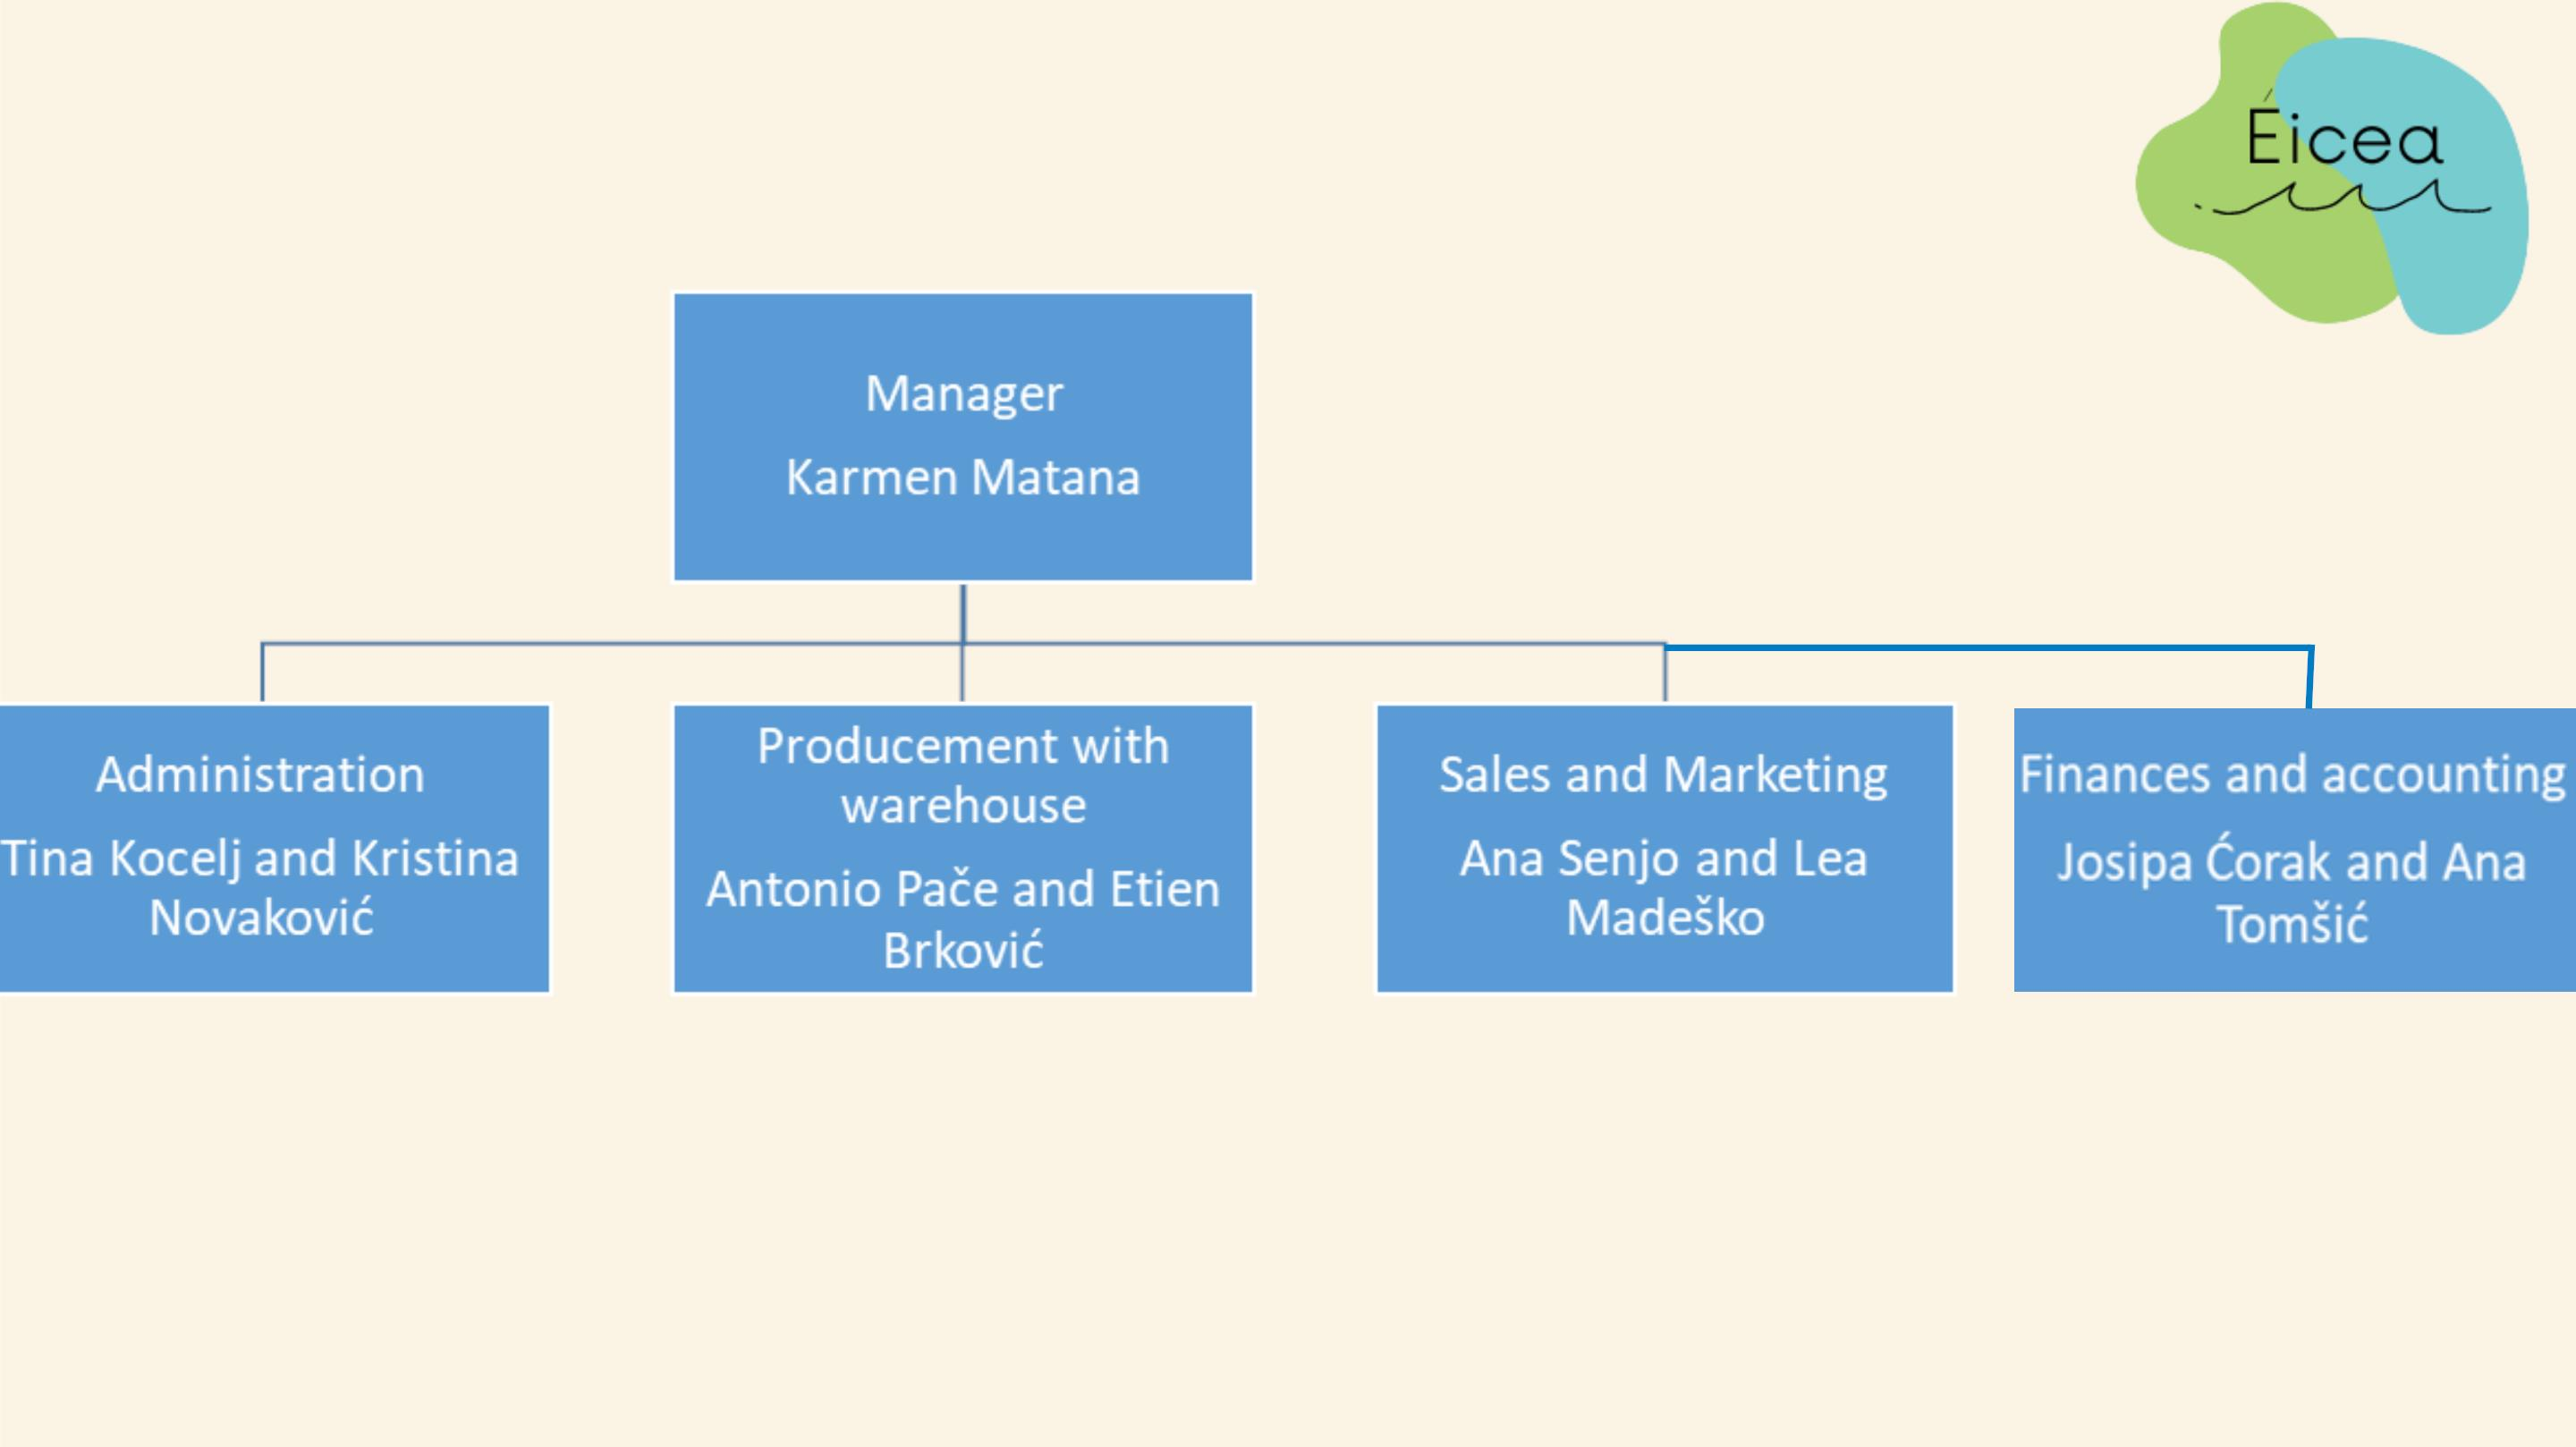 Éicea
Manager
Karmen Matana
Administration
Tina Kocelj and Kristina
Novaković
Producement with
warehouse
Antonio Pače and Etien
Brković
Sales and Marketing
Ana Senjo and Lea
Madeško
Finances and accounting
Josipa Ćorak and Ana
Tomšić